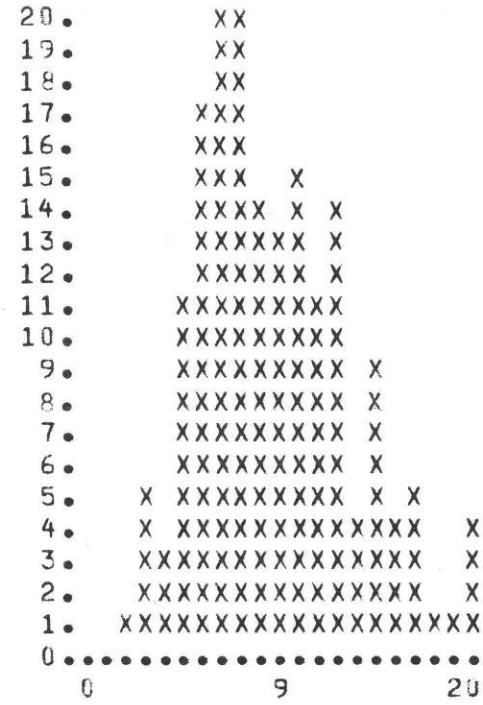 20.       XX
19.       XX
18.       XX
17.      XXX
16.      XXX
15.      XXX  X
14.      XXXX X X
13.      XXXXXX X
12.      XXXXXX X
11.     XXXXXXXXX
10.     XXXXXXXXX
9.     XXXXXXXXX X
8.     XXXXXXXXX X
7.     XXXXXXXXX X
6.     XXXXXXXXX X
5.   X XXXXXXXXX X X
4.   X XXXXXXXXXXXXX  X
3.   XXXXXXXXXXXXXXX  X
2.   XXXXXXXXXXXXXXX  X
1.  XXXXXXXXXXXXXXXXXXX
0......................
0 9 20